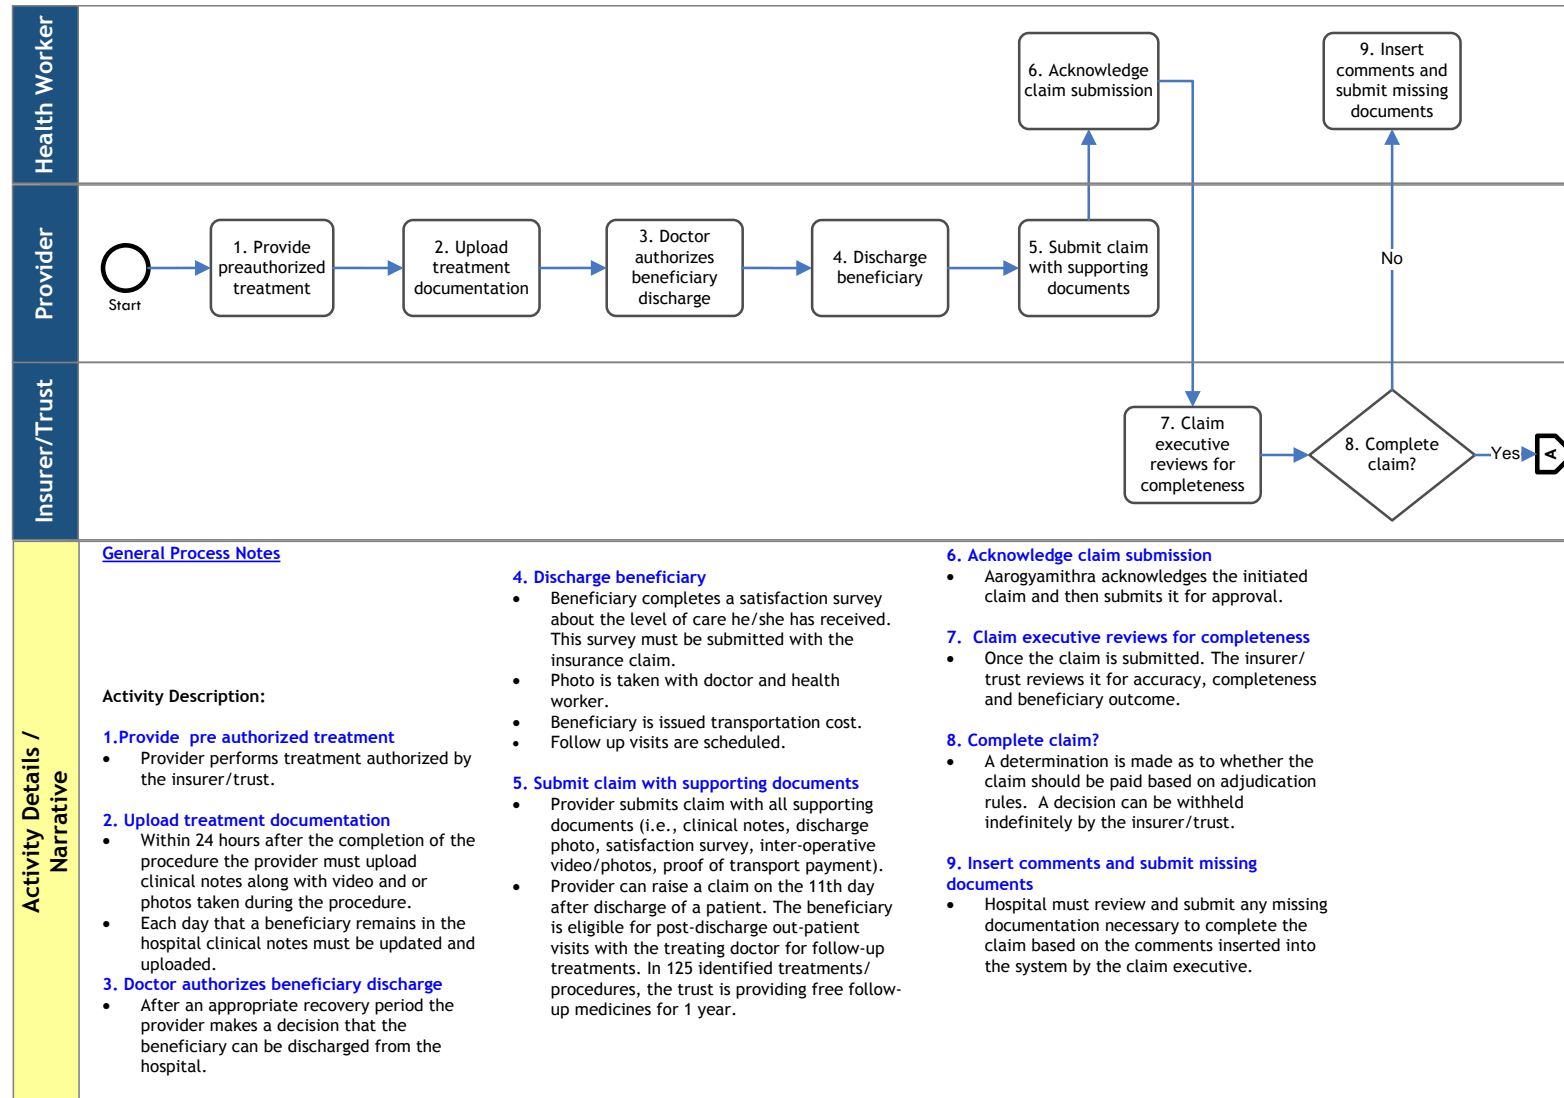 Health Worker
6. Acknowledge
claim submission
9. Insert
comments and
submit missing
documents
Provider
Start
1. Provide
preauthorized
treatment
2. Upload
treatment
documentation
3. Doctor
authorizes
beneficiary
discharge
4. Discharge
beneficiary
5. Submit claim
with supporting
documents
No
Insurer/Trust
7. Claim
executive
reviews for
completeness
8. Complete
claim?
Yes
A
Activity Details /
Narrative
General Process Notes
Activity Description:
1.Provide  pre authorized treatment
• Provider performs treatment authorized by
the insurer/trust.
2. Upload treatment documentation
• Within 24 hours after the completion of the
procedure the provider must upload
clinical notes along with video and or
photos taken during the procedure.
• Each day that a beneficiary remains in the
hospital clinical notes must be updated and
uploaded.
3. Doctor authorizes beneficiary discharge
• After an appropriate recovery period the
provider makes a decision that the
beneficiary can be discharged from the
hospital.
4. Discharge beneficiary
• Beneficiary completes a satisfaction survey
about the level of care he/she has received.
This survey must be submitted with the
insurance claim.
• Photo is taken with doctor and health
worker.
• Beneficiary is issued transportation cost.
• Follow up visits are scheduled.
5. Submit claim with supporting documents
• Provider submits claim with all supporting
documents (i.e., clinical notes, discharge
photo, satisfaction survey, inter-operative
video/photos, proof of transport payment).
• Provider can raise a claim on the 11th day
after discharge of a patient. The beneficiary
is eligible for post-discharge out-patient
visits with the treating doctor for follow-up
treatments. In 125 identified treatments/
procedures, the trust is providing free follow-
up medicines for 1 year.
6. Acknowledge claim submission
• Aarogyamithra acknowledges the initiated
claim and then submits it for approval.
7.  Claim executive reviews for completeness
• Once the claim is submitted. The insurer/
trust reviews it for accuracy, completeness
and beneficiary outcome.
8. Complete claim?
• A determination is made as to whether the
claim should be paid based on adjudication
rules.  A decision can be withheld
indefinitely by the insurer/trust.
9. Insert comments and submit missing
documents
• Hospital must review and submit any missing
documentation necessary to complete the
claim based on the comments inserted into
the system by the claim executive.